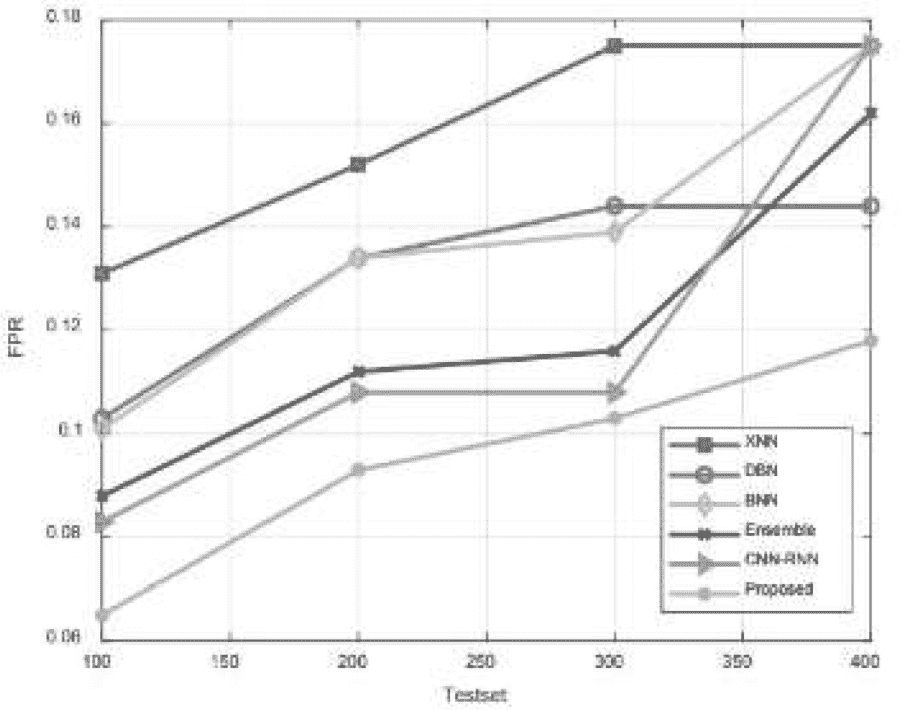 0.18
0.16
0.14
0.12
0.1
0.08
0.06
FPR
100 150 200 250 300 350 400
Testset
XNN
DBN
BNN
Ensemble
CNN-RNN
Proposed